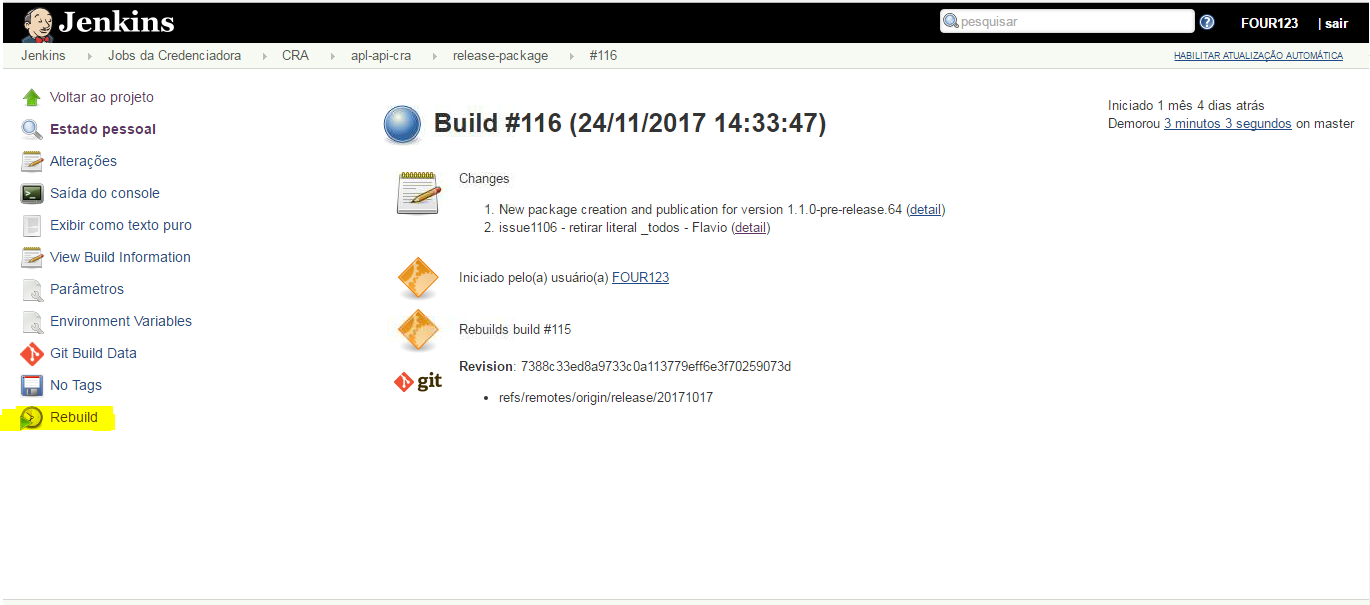 Jenkins
pesquisar
? FOUR123 | sair
Jenkins Jobs da Credenciadora CRA apl-api-cra release-package #116 HABILITAR ATUALIZAÇÃO AUTOMÁTICA
Voltar ao projeto
Estado pessoal
Alterações
Saída do console
Exibir como texto puro
View Build Information
Parâmetros
Environment Variables
Git Build Data
No Tags
Rebuild
Build #116 (24/11/2017 14:33:47)
Iniciado 1 mês 4 dias atrás
Demorou 3 minutos 3 segundos on master
Changes
1. New package creation and publication for version 1.1.0-pre-release.64 (detail)
2. issue1106 - retirar literal _todos - Flavio (detail)
Iniciado pelo(a) usuário(a) FOUR123
Rebuilds build #115
git
Revision: 7388c33ed8a9733c0a113779eff6e3f70259073d
• refs/remotes/origin/release/20171017